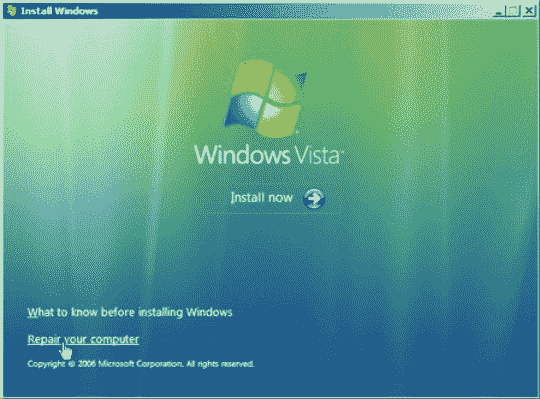 Install Windows
Windows Vista™
Install now
What to know before installing Windows
Repair your computer
Copyright © 2006 Microsoft Corporation. All rights reserved.